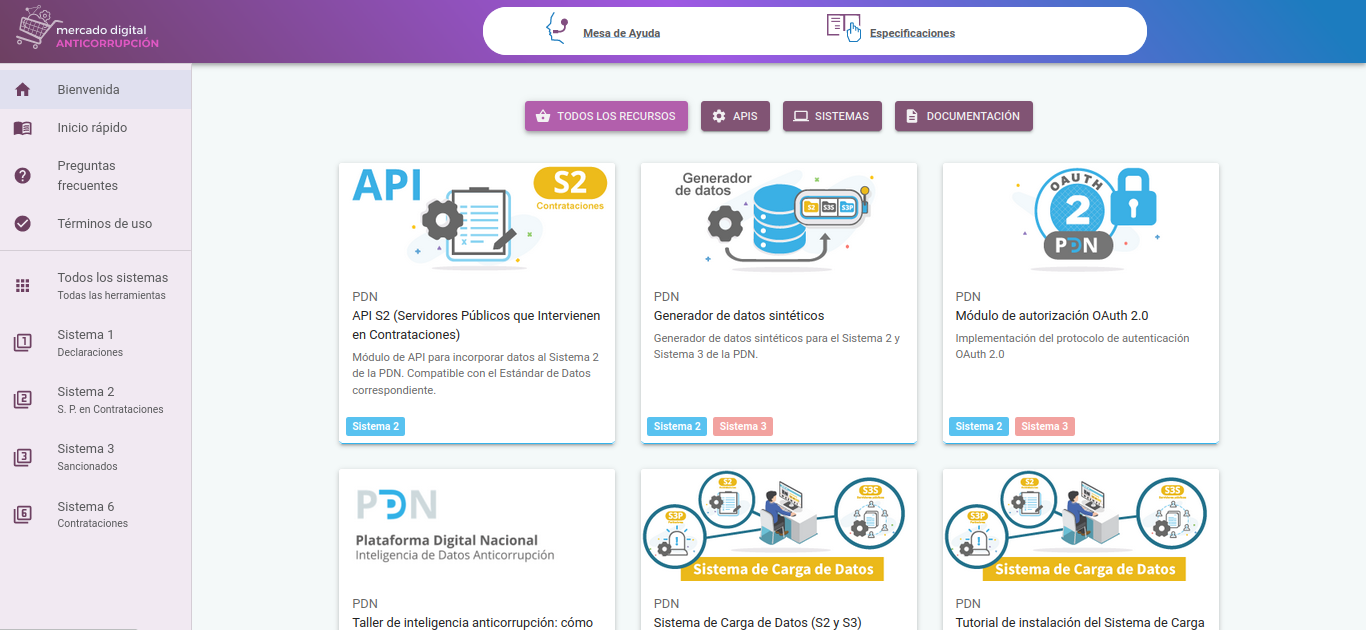 mercado digital
ANTICORRUPCIÓN
Mesa de Ayuda
Especificaciones
Bienvenida
Inicio rápido
Preguntas
frecuentes
Términos de uso
Todos los sistemas
Todas las herramientas
1
Sistema 1
Declaraciones
2
Sistema 2
S. P. en Contrataciones
3
Sistema 3
Sancionados
6
Sistema 6
Contrataciones
TODOS LOS RECURSOS
APIS
SISTEMAS
DOCUMENTACIÓN
API
S2
Contrataciones
PDN
API S2 (Servidores Públicos que Intervienen
en Contrataciones)
Módulo de API para incorporar datos al Sistema 2
de la PDN. Compatible con el Estándar de Datos
correspondiente.
Sistema 2
Generador
de datos
S2 S3S S3P
PDN
Generador de datos sintéticos
Generador de datos sintéticos para el Sistema 2 y
Sistema 3 de la PDN.
Sistema 2
Sistema 3
OAUTH
2
PDN
PDN
Módulo de autorización OAuth 2.0
Implementación del protocolo de autenticación
OAuth 2.0
Sistema 2
Sistema 3
PDN
Plataforma Digital Nacional
Inteligencia de Datos Anticorrupción
PDN
Taller de inteligencia anticorrupción: cómo
S2
S3S
S3P
Sistema de Carga de Datos
PDN
Sistema de Carga de Datos (S2 y S3)
S2
S3S
S3P
Sistema de Carga de Datos
PDN
Tutorial de instalación del Sistema de Carga